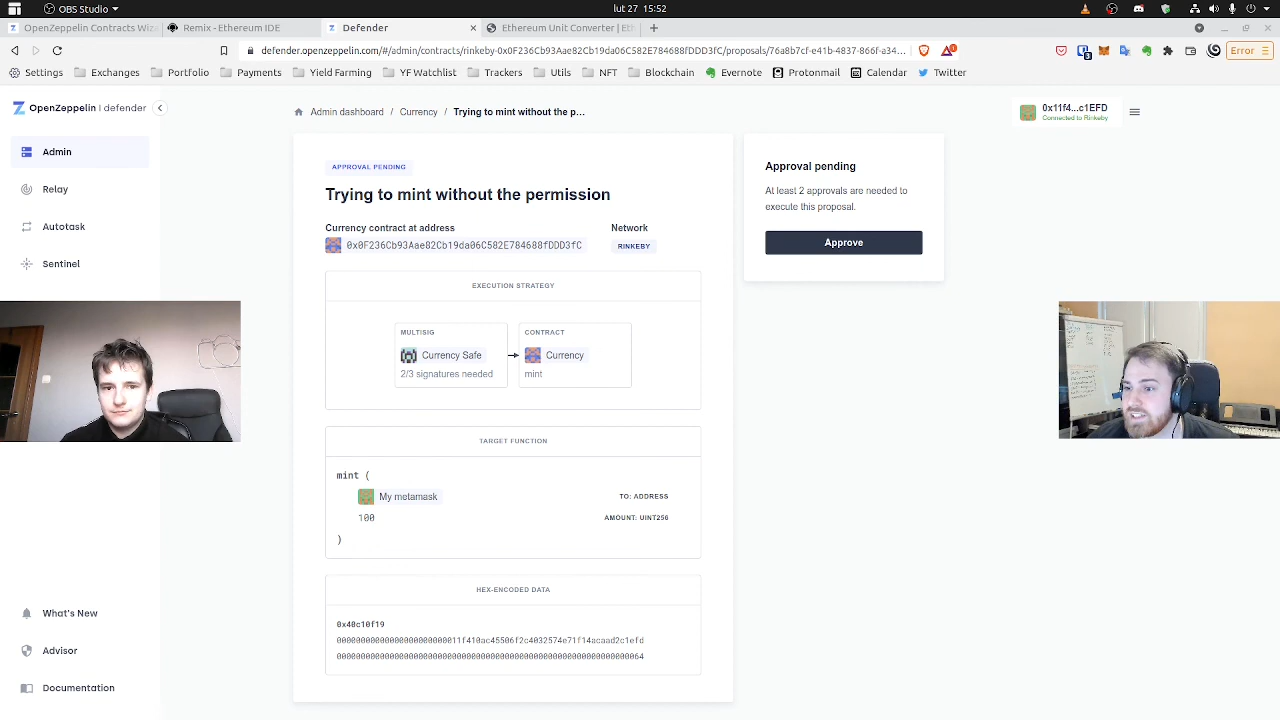 OBS Studio
lut 27 15:52
OpenZeppelin Contracts Wiza
Remix - Ethereum IDE
Defender
Ethereum Unit Converter | Eth
defender.openzeppelin.com/#/admin/contracts/rinkeby-0x0F236Cb93Aae82Cb19da06C582E784688fDDD3fC/proposals/76a8b7cf-e41b-4837-866f-a34...
Error
Settings
Exchanges
Portfolio
Payments
Yield Farming
YF Watchlist
Trackers
Utils
NFT
Blockchain
Evernote
Protonmail
Calendar
Twitter
OpenZeppelin | defender
Admin
Relay
Autotask
Sentinel
What's New
Advisor
Documentation
Admin dashboard / Currency / Trying to mint without the p...
0x11f4...c1EFD
Connected to Rinkeby
APPROVAL PENDING
Trying to mint without the permission
Currency contract at address
0x0F236Cb93Aae82Cb19da06C582E784688fDDD3fC
Network
RINKEBY
EXECUTION STRATEGY
MULTISIG
Currency Safe
2/3 signatures needed
CONTRACT
Currency
mint
TARGET FUNCTION
mint (
My metamask TO: ADDRESS
100 AMOUNT: UINT256
)
HEX-ENCODED DATA
0x40c10f19
00000000000000000000000011f410ac45506f2c4032574e71f14acaad2c1efd
0000000000000000000000000000000000000000000000000000000000000064
Approval pending
At least 2 approvals are needed to
execute this proposal.
Approve